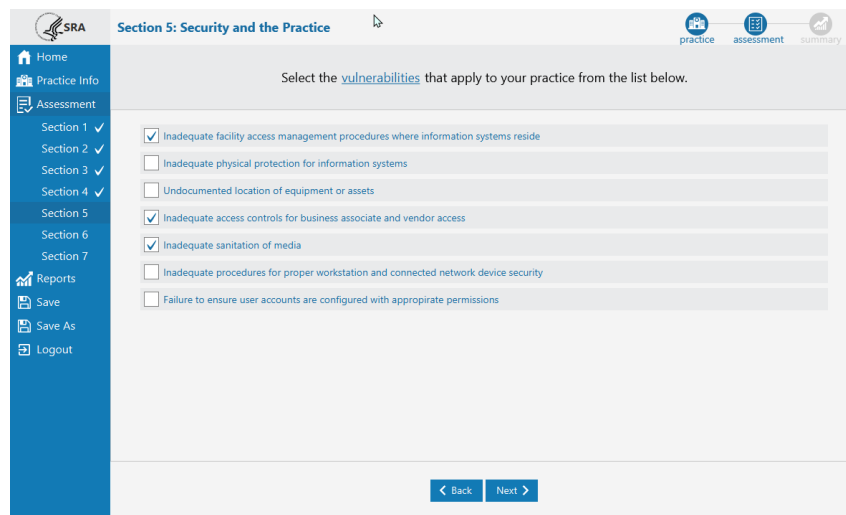 SRA
Section 5: Security and the Practice
practice
assessment
summary
Home
Practice Info
Assessment
Section 1
Section 2
Section 3
Section 4
Section 5
Section 6
Section 7
Reports
Save
Save As
Logout
Select the vulnerabilities that apply to your practice from the list below.
Inadequate facility access management procedures where information systems reside
Inadequate physical protection for information systems
Undocumented location of equipment or assets
Inadequate access controls for business associate and vendor access
Inadequate sanitation of media
Inadequate procedures for proper workstation and connected network device security
Failure to ensure user accounts are configured with appropirate permissions
Back
Next